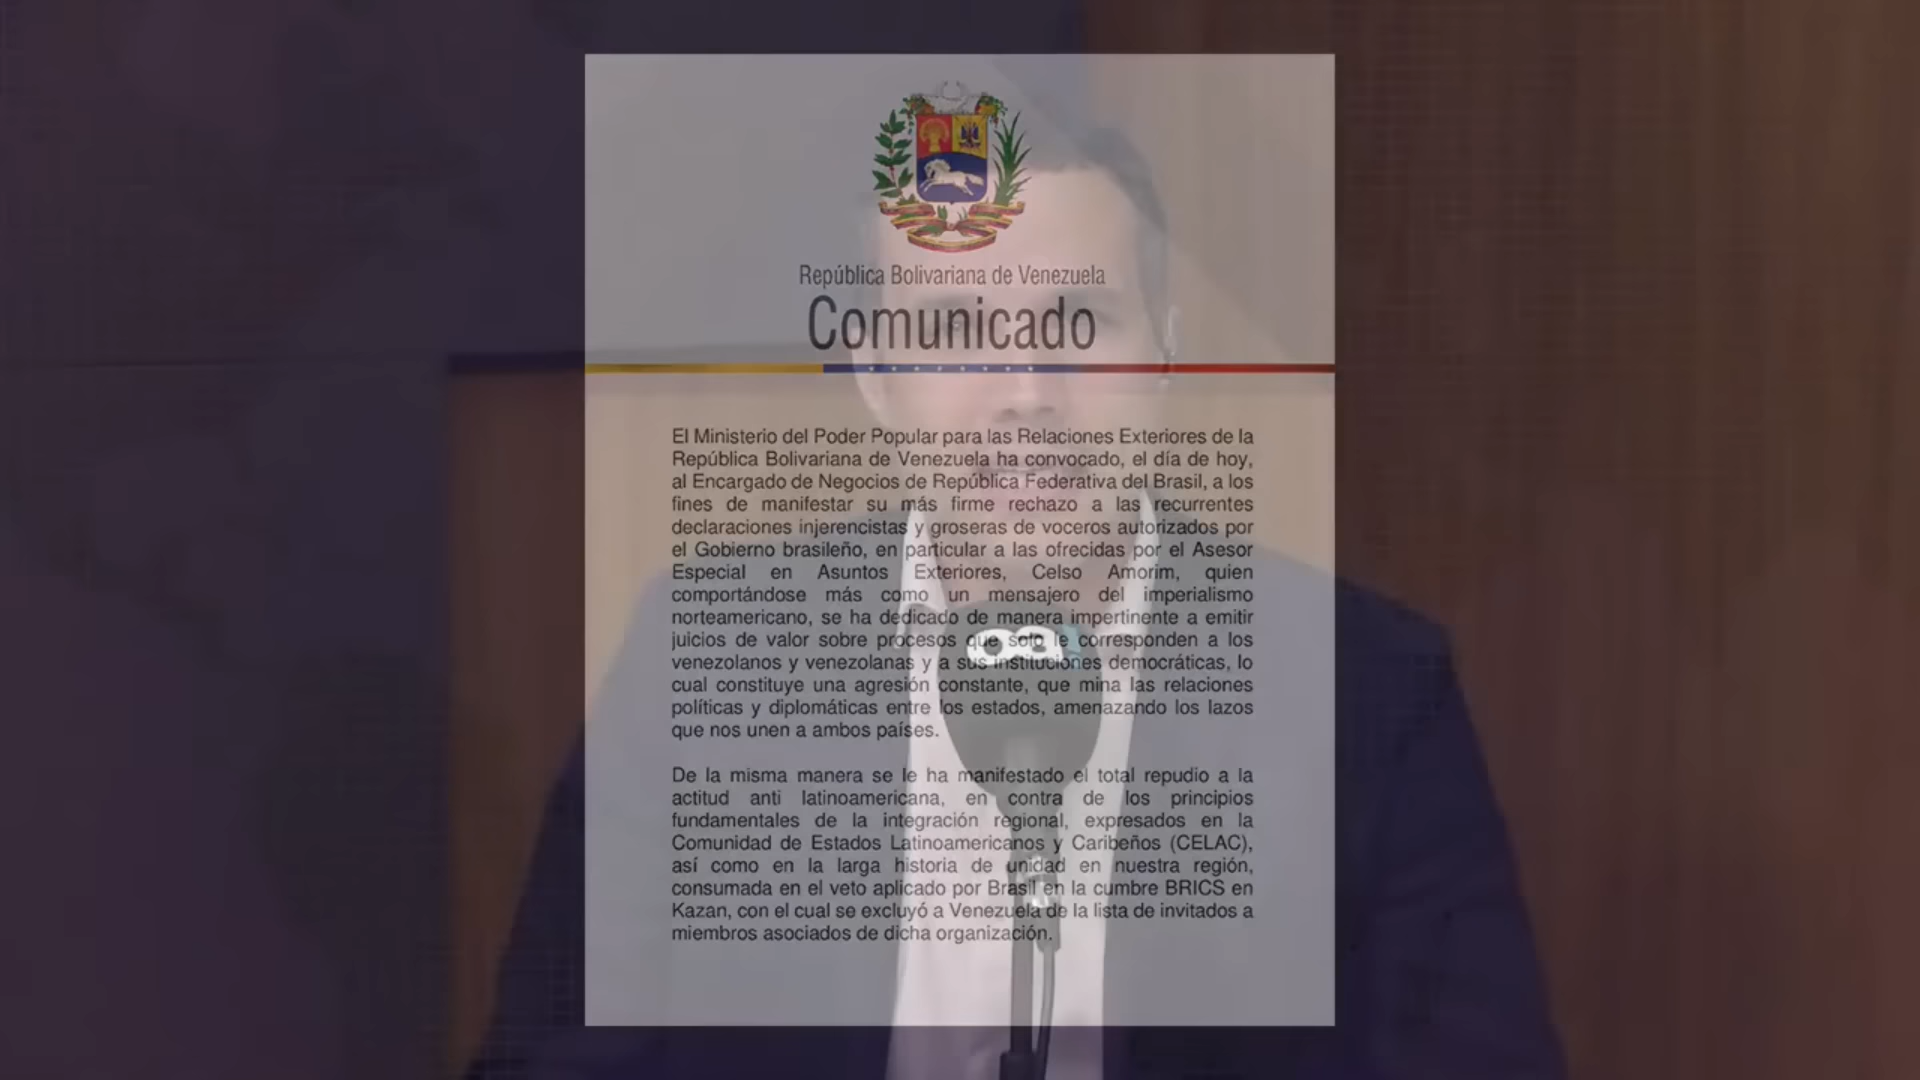 República Bolivariana de Venezuela
Comunicado
El Ministerio del Poder Popular para las Relaciones Exteriores de la
República Bolivariana de Venezuela ha convocado, el día de hoy,
al Encargado de Negocios de República Federativa del Brasil, a los
fines de manifestar su más firme rechazo a las recurrentes
declaraciones injerencistas y groseras de voceros autorizados por
el Gobierno brasileño, en particular a las ofrecidas por el Asesor
Especial en Asuntos Exteriores, Celso Amorim, quien
comportándose más como un mensajero del imperialismo
norteamericano, se ha dedicado de manera impertinente a emitir
juicios de valor sobre procesos que solo le corresponden a los
venezolanos y venezolanas y a sus instituciones democráticas, lo
cual constituye una agresión constante, que mina las relaciones
políticas y diplomáticas entre los estados, amenazando los lazos
que nos unen a ambos países.
De la misma manera se le ha manifestado el total repudio a la
actitud anti latinoamericana, en contra de los principios
fundamentales de la integración regional, expresados en la
Comunidad de Estados Latinoamericanos y Caribeños (CELAC),
así como en la larga historia de unidad en nuestra región,
consumada en el veto aplicado por Brasil en la cumbre BRICS en
Kazan, con el cual se excluyó a Venezuela de la lista de invitados a
miembros asociados de dicha organización.